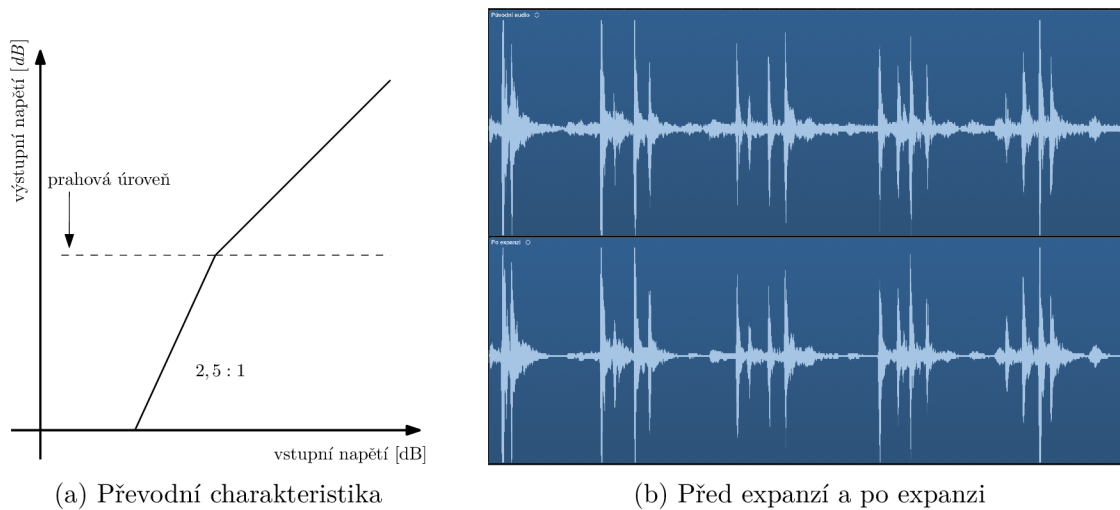 výstupní napětí [dB]
prahová úroveň
2, 5 : 1
vstupní napětí [dB]
(a) Převodní charakteristika
Původní audio
Po expanzi
(b) Před expanzí a po expanzi